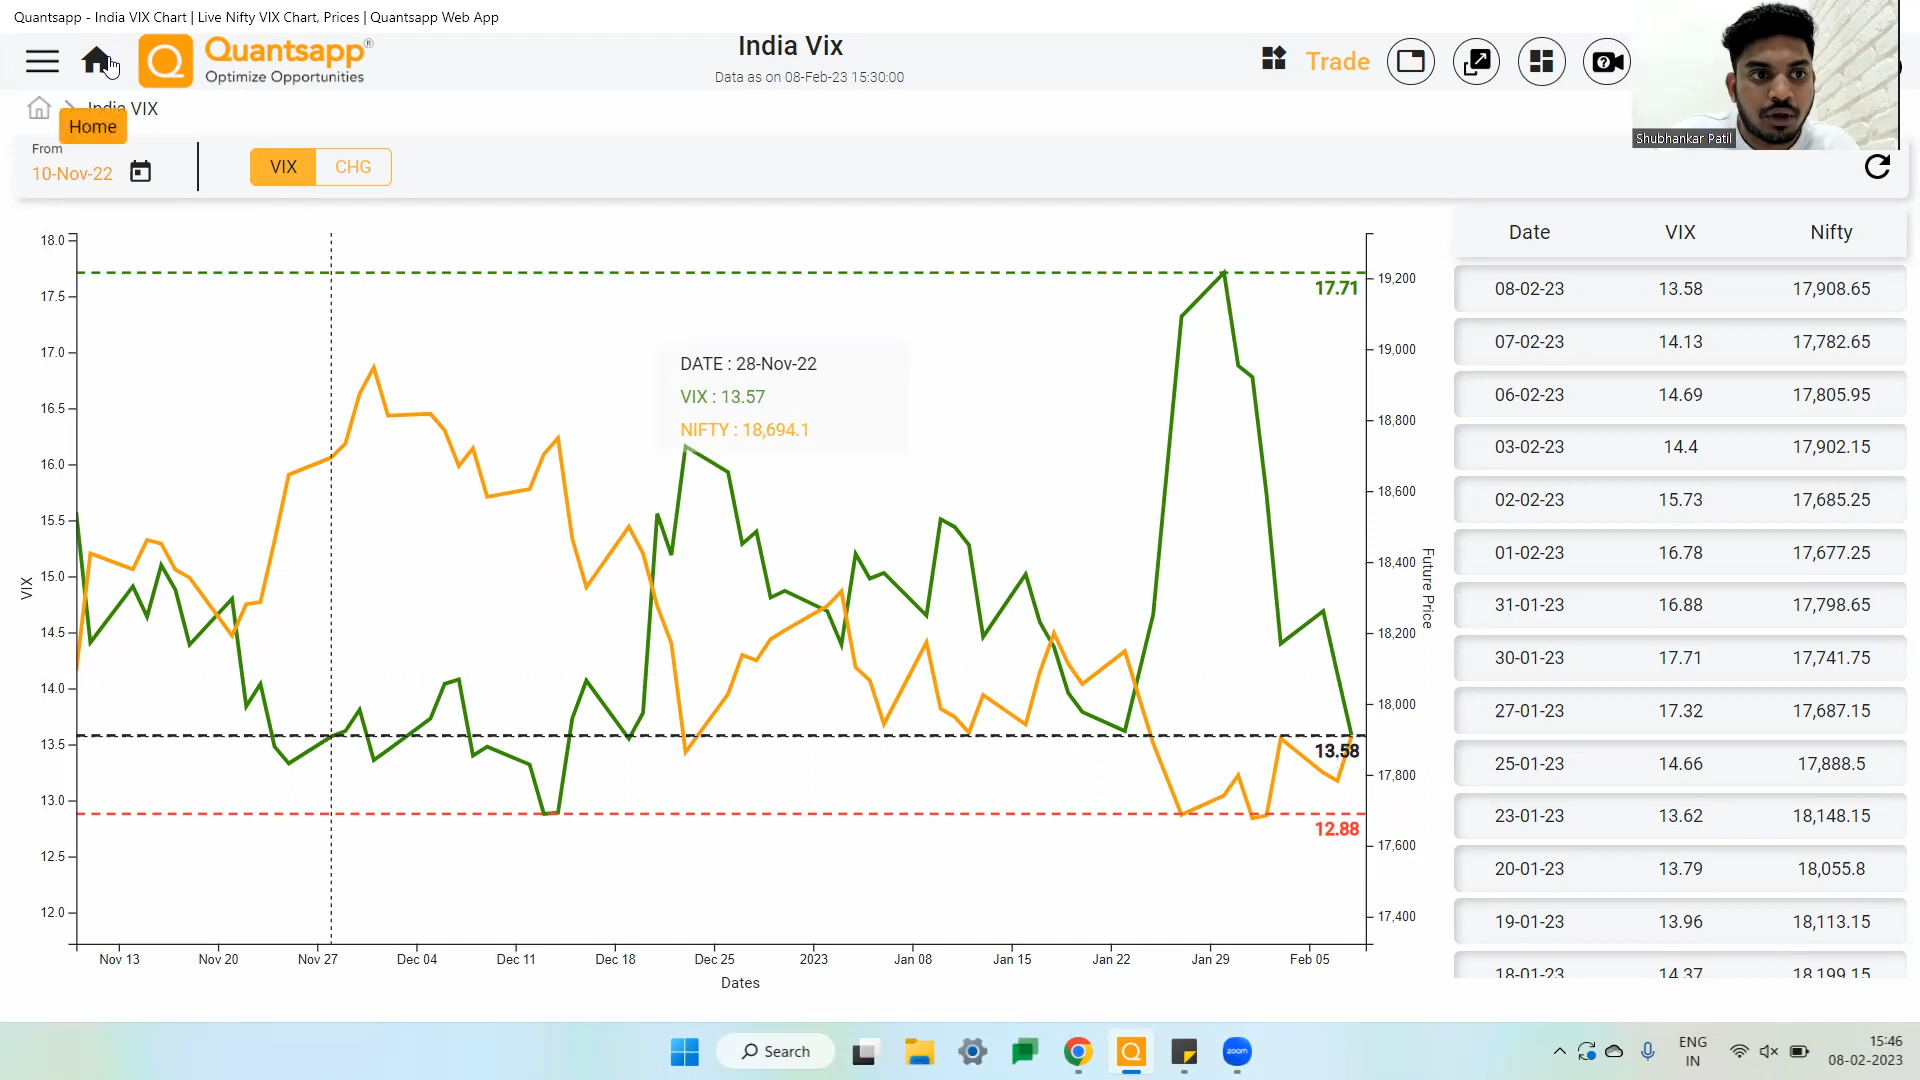 Quantsapp - India VIX Chart | Live Nifty VIX Chart, Prices | Quantsapp Web App
Quantsapp®
Optimize Opportunities
India Vix
Data as on 08-Feb-23 15:30:00
Trade
Shubhankar Patil
India VIX
Home
From
10-Nov-22
VIX CHG
18.0
17.5
17.0
16.5
16.0
15.5
15.0
14.5
14.0
13.5
13.0
12.5
12.0
VIX
17.71
DATE : 28-Nov-22
VIX : 13.57
NIFTY : 18,694.1
13.58
12.88
19,200
19,000
18,800
18,600
18,400
18,200
18,000
17,800
17,600
17,400
Future Price
Nov 13 Nov 20 Nov 27 Dec 04 Dec 11 Dec 18 Dec 25 2023 Jan 08 Jan 15 Jan 22 Jan 29 Feb 05
Dates
Date VIX Nifty
08-02-23 13.58 17,908.65
07-02-23 14.13 17,782.65
06-02-23 14.69 17,805.95
03-02-23 14.4 17,902.15
02-02-23 15.73 17,685.25
01-02-23 16.78 17,677.25
31-01-23 16.88 17,798.65
30-01-23 17.71 17,741.75
27-01-23 17.32 17,687.15
25-01-23 14.66 17,888.5
23-01-23 13.62 18,148.15
20-01-23 13.79 18,055.8
19-01-23 13.96 18,113.15
18-01-23 14.37 18,199.15
Search
zoom
ENG
IN
15:46
08-02-2023